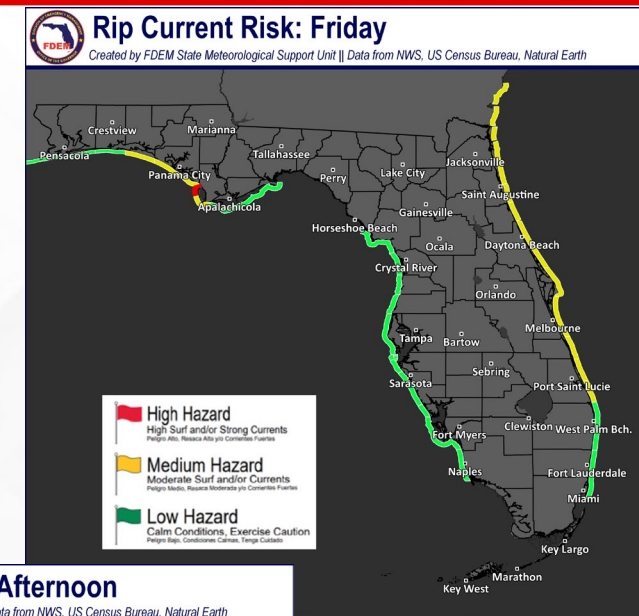 FDEM
Rip Current Risk: Friday
Created by FDEM State Meteorological Support Unit || Data from NWS, US Census Bureau, Natural Earth
Crestview
Marianna
Pensacola
Tallahassee
Jacksonville
Panama City
Perry
Lake City
Saint Augustine
Apalachicola
Gainesville
Horseshoe Beach
Ocala
Daytona Beach
Crystal River
Orlando
Melbourne
Tampa
Bartow
Sebring
Sarasota
Port Saint Lucie
High Hazard
High Surf and/or Strong Currents
Peligro Alto, Resaca Alta y/o Corrientes Fuertes
Medium Hazard
Moderate Surf and/or Currents
Peligro Medio, Resaca Moderada y/o Corrientes Fuertes
Low Hazard
Calm Conditions, Exercise Caution
Peligro Bajo, Condiciones Calmas, Tenga Cuidado
Clewiston
West Palm Bch.
Fort Myers
Naples
Fort Lauderdale
Miami
Key Largo
Marathon
Key West
Afternoon
ta from NWS, US Census Bureau, Natural Earth